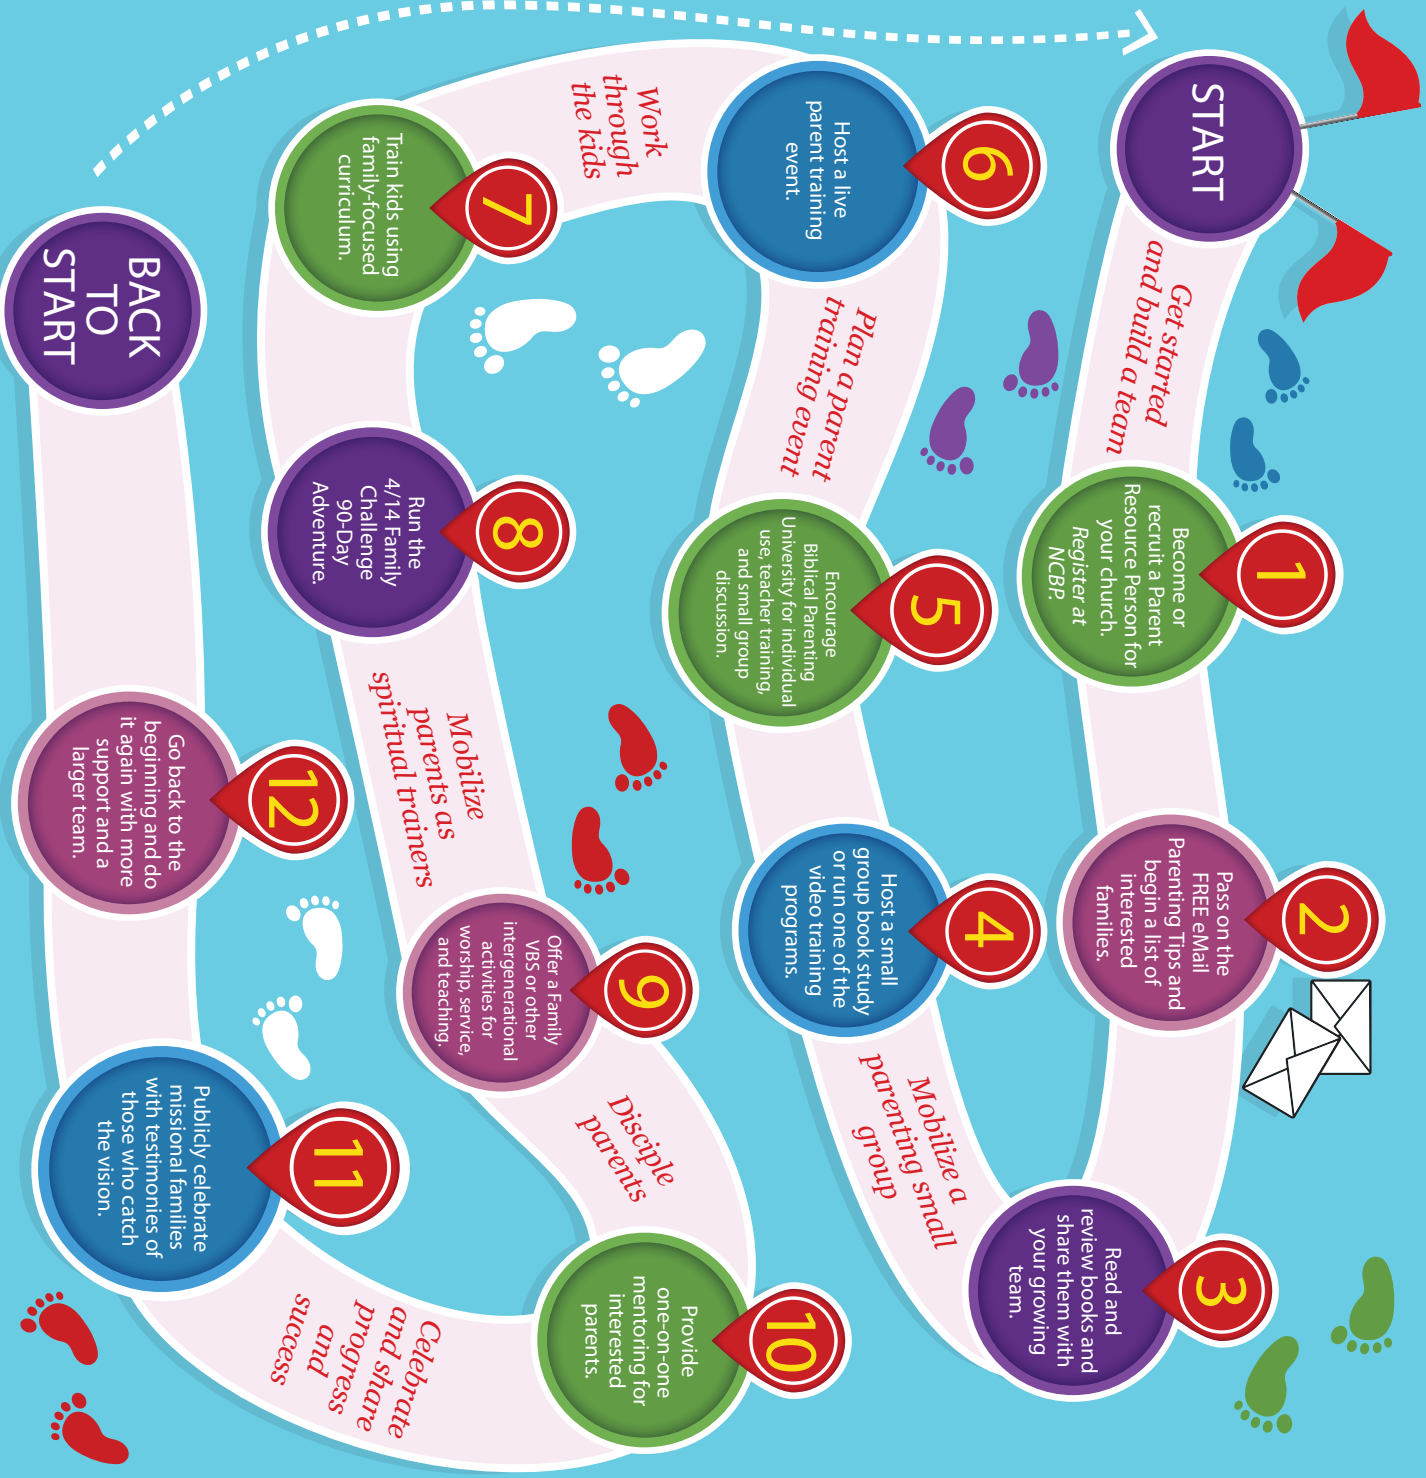 START
Get started
and build a team
1
Become or
recruit a Parent
Resource Person for
your church.
Register at
NCBP.
2
Pass on the
FREE eMail
Parenting Tips and
begin a list of
interested
families.
3
Read and
review books and
share them with
your growing
team.
Mobilize a
parenting small
group
4
Host a small
group book study
or run one of the
video training
programs.
5
Encourage
Biblical Parenting
University for individual
use, teacher training,
and small group
discussion.
Plan a parent
training event
6
Host a live
parent training
event.
Work
through
the kids
7
Train kids using
family-focused
curriculum.
8
Run the
4/14 Family
Challenge
90-Day
Adventure.
Mobilize
parents as
spiritual trainers
9
Offer a Family
VBS or other
intergenerational
activities for
worship, service,
and teaching.
Disciple
parents
10
Provide
one-on-one
mentoring for
interested
parents.
Celebrate
and share
progress
and
success
11
Publicly celebrate
missional families
with testimonies of
those who catch
the vision.
12
Go back to the
beginning and do
it again with more
support and a
larger team.
BACK
TO
START